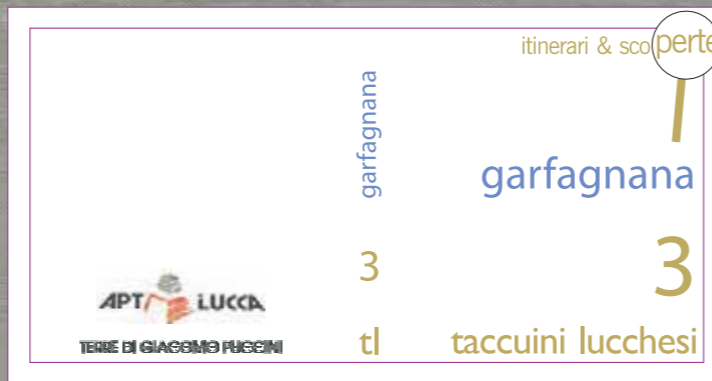 itinerari & scoperte
garfagnana
3
taccuini lucchesi
garfagnana
3
tl
APT LUCCA
TERRE DI GIACOMO PUCCINI